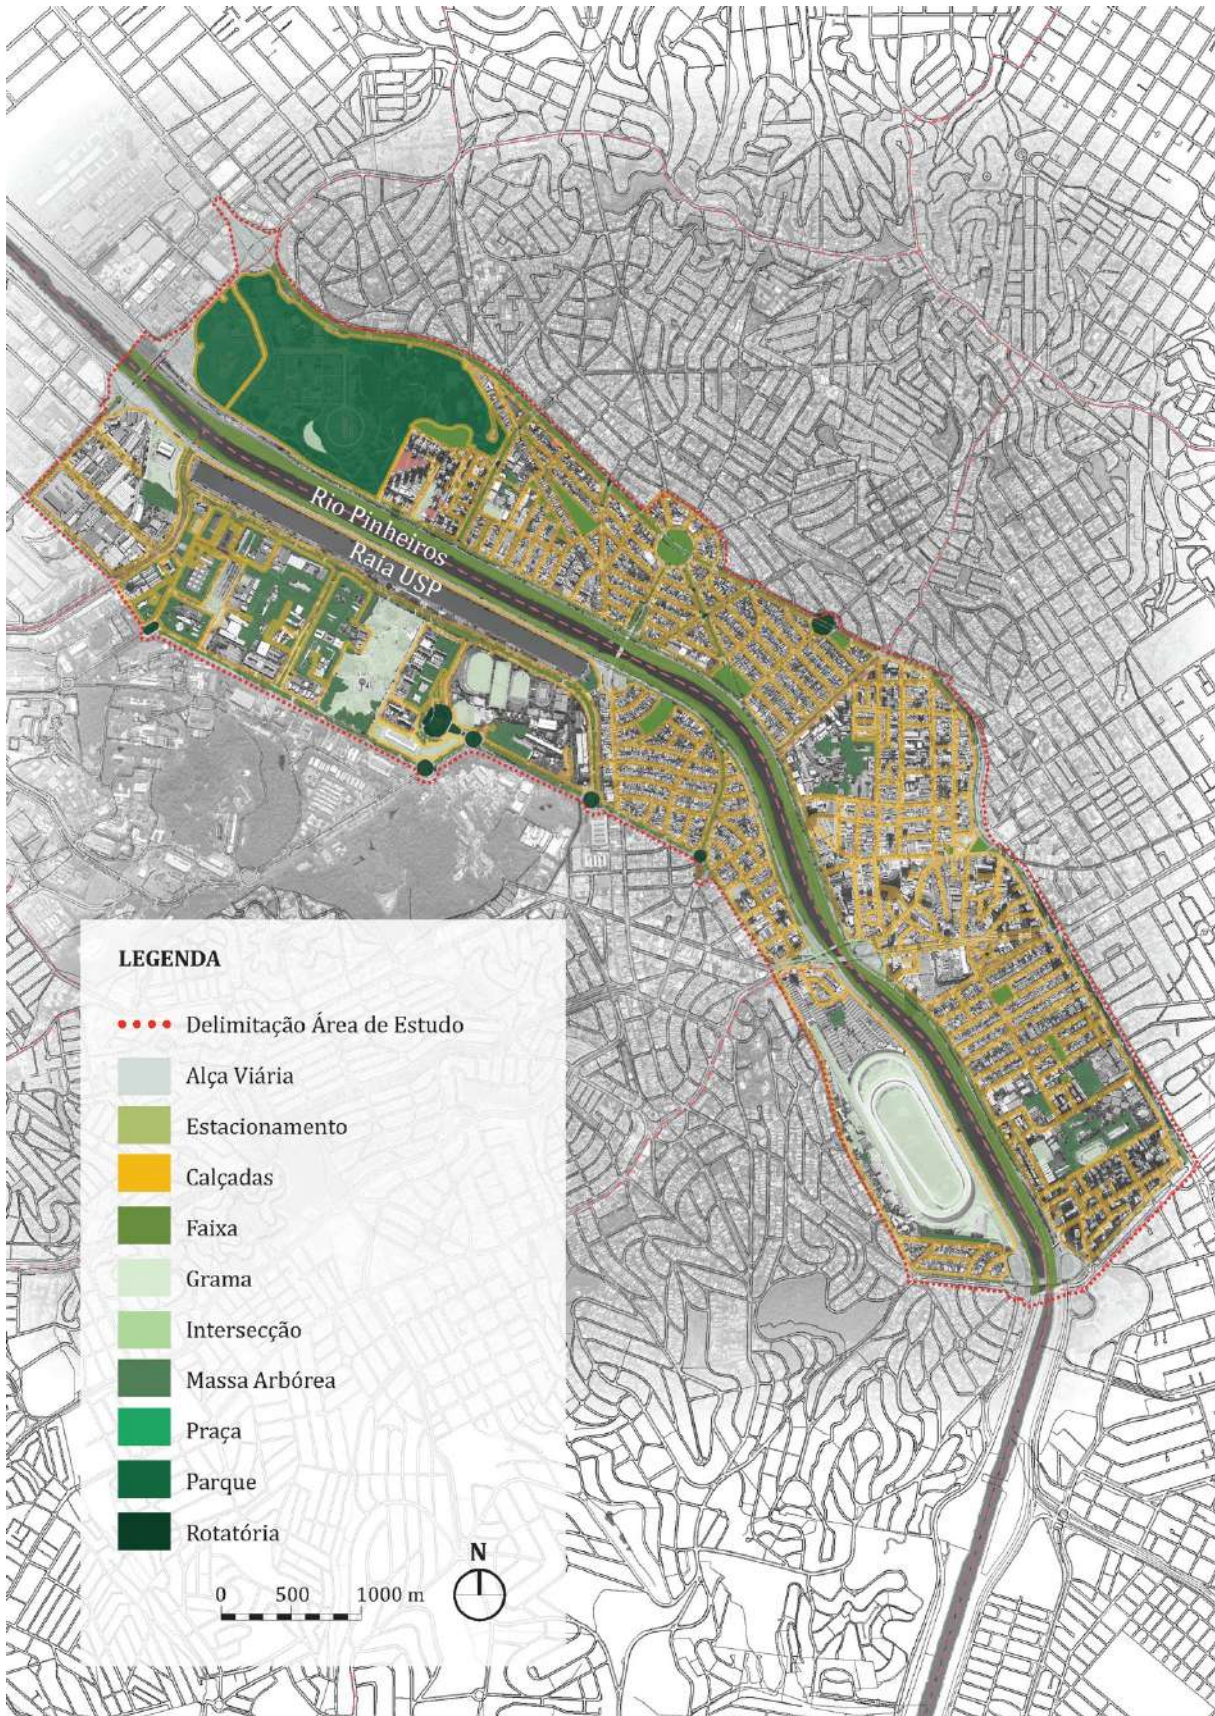 Rio Pinheiros
Raia USP
LEGENDA
Delimitação Área de Estudo
Alça Viária
Estacionamento
Calçadas
Faixa
Grama
Intersecção
Massa Arbórea
Praça
Parque
Rotatória
N
0 500 1000 m